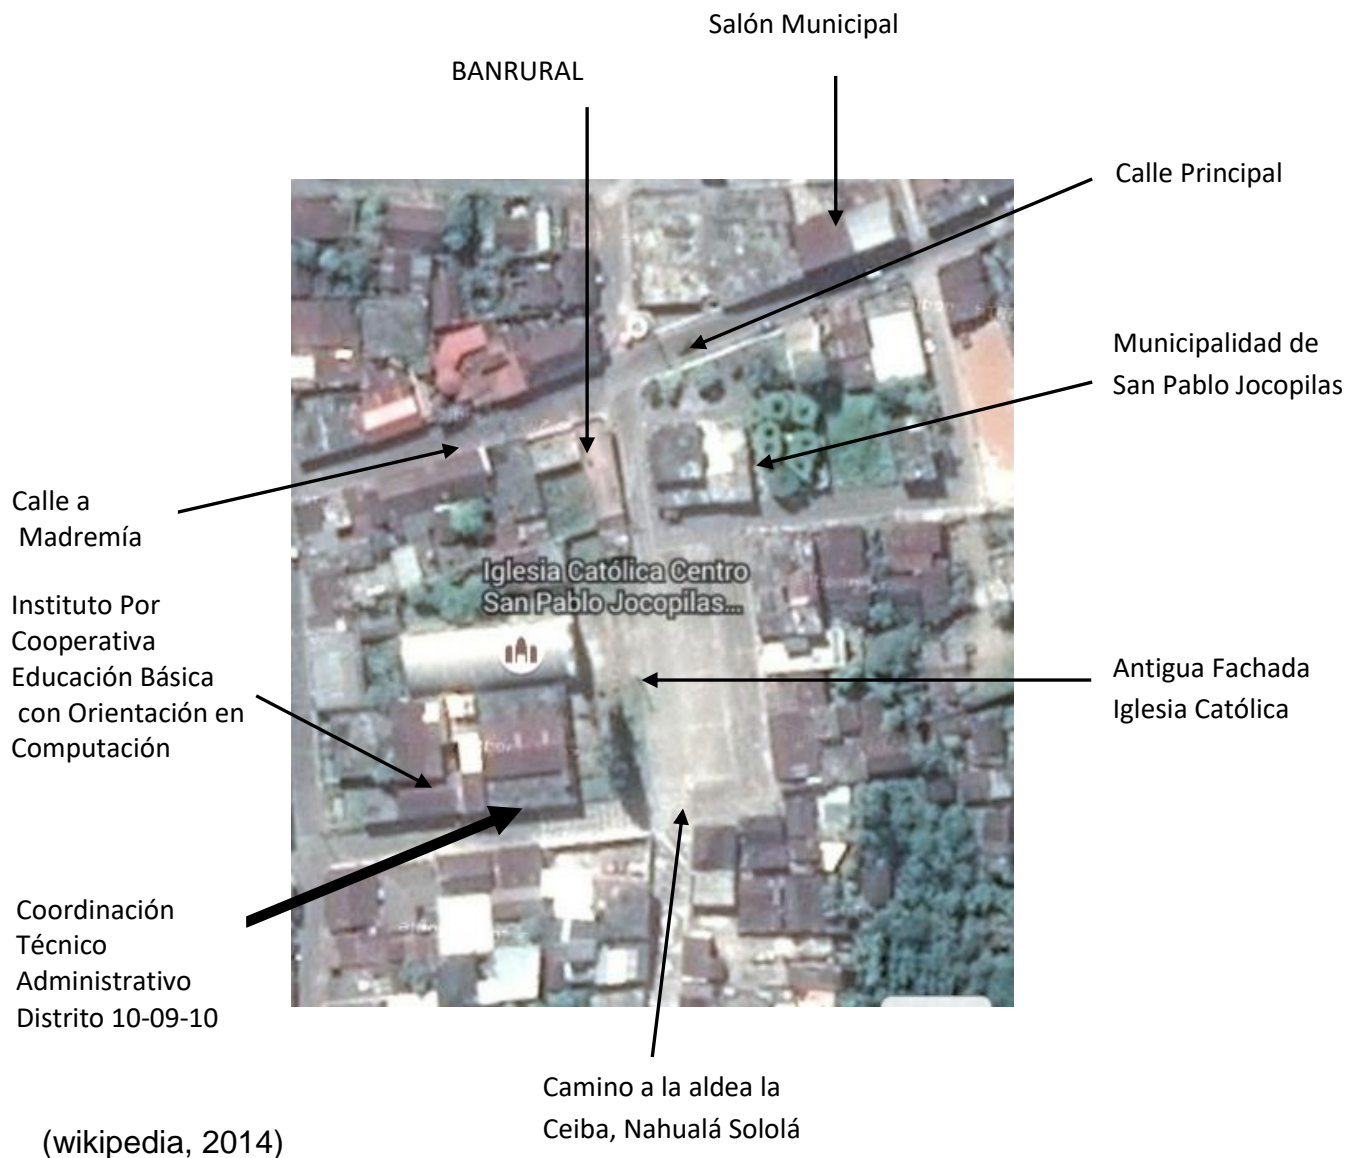 Salón Municipal
BANRURAL
Calle Principal
Municipalidad de
San Pablo Jocopilas
Calle a
Madremía
Iglesia Católica Centro
San Pablo Jocopilas...
Instituto Por
Cooperativa
Educación Básica
con Orientación en
Computación
Antigua Fachada
Iglesia Católica
Coordinación
Técnico
Administrativo
Distrito 10-09-10
Camino a la aldea la
Ceiba, Nahualá Sololá
(wikipedia, 2014)